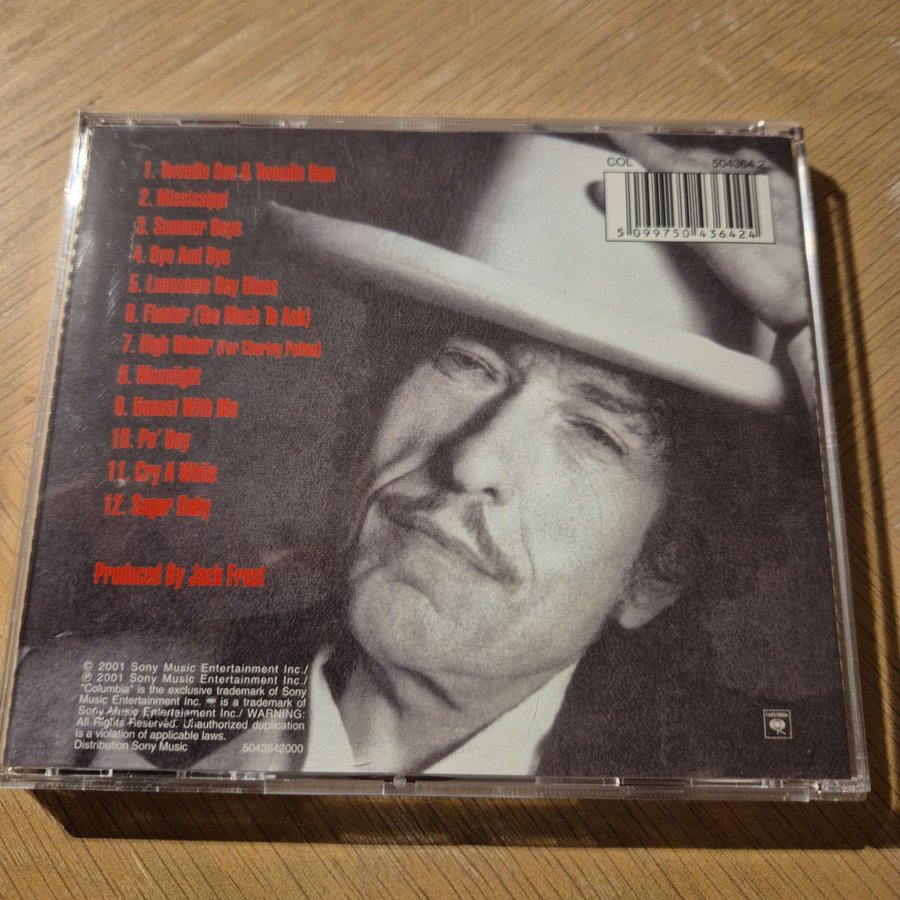 1. Tweedle Dee & Tweedle Dum
2. Mississippi
3. Summer Days
4. Bye And Bye
5. Lonesome Day Blues
6. Floater (Too Much To Ask)
7. High Water (For Charley Patton)
8. Moonlight
9. Honest With Me
10. Po' Boy
11. Cry A While
12. Sugar Baby
Produced By Jack Frost
COL 504364 2
5 099750 436424
© 2001 Sony Music Entertainment Inc./
℗ 2001 Sony Music Entertainment Inc./
"Columbia" is the exclusive trademark of Sony
Music Entertainment Inc. is a trademark of
Sony Music Entertainment Inc./ WARNING:
All Rights Reserved. Unauthorized duplication
is a violation of applicable laws.
Distribution Sony Music 5043642000
COLUMBIA